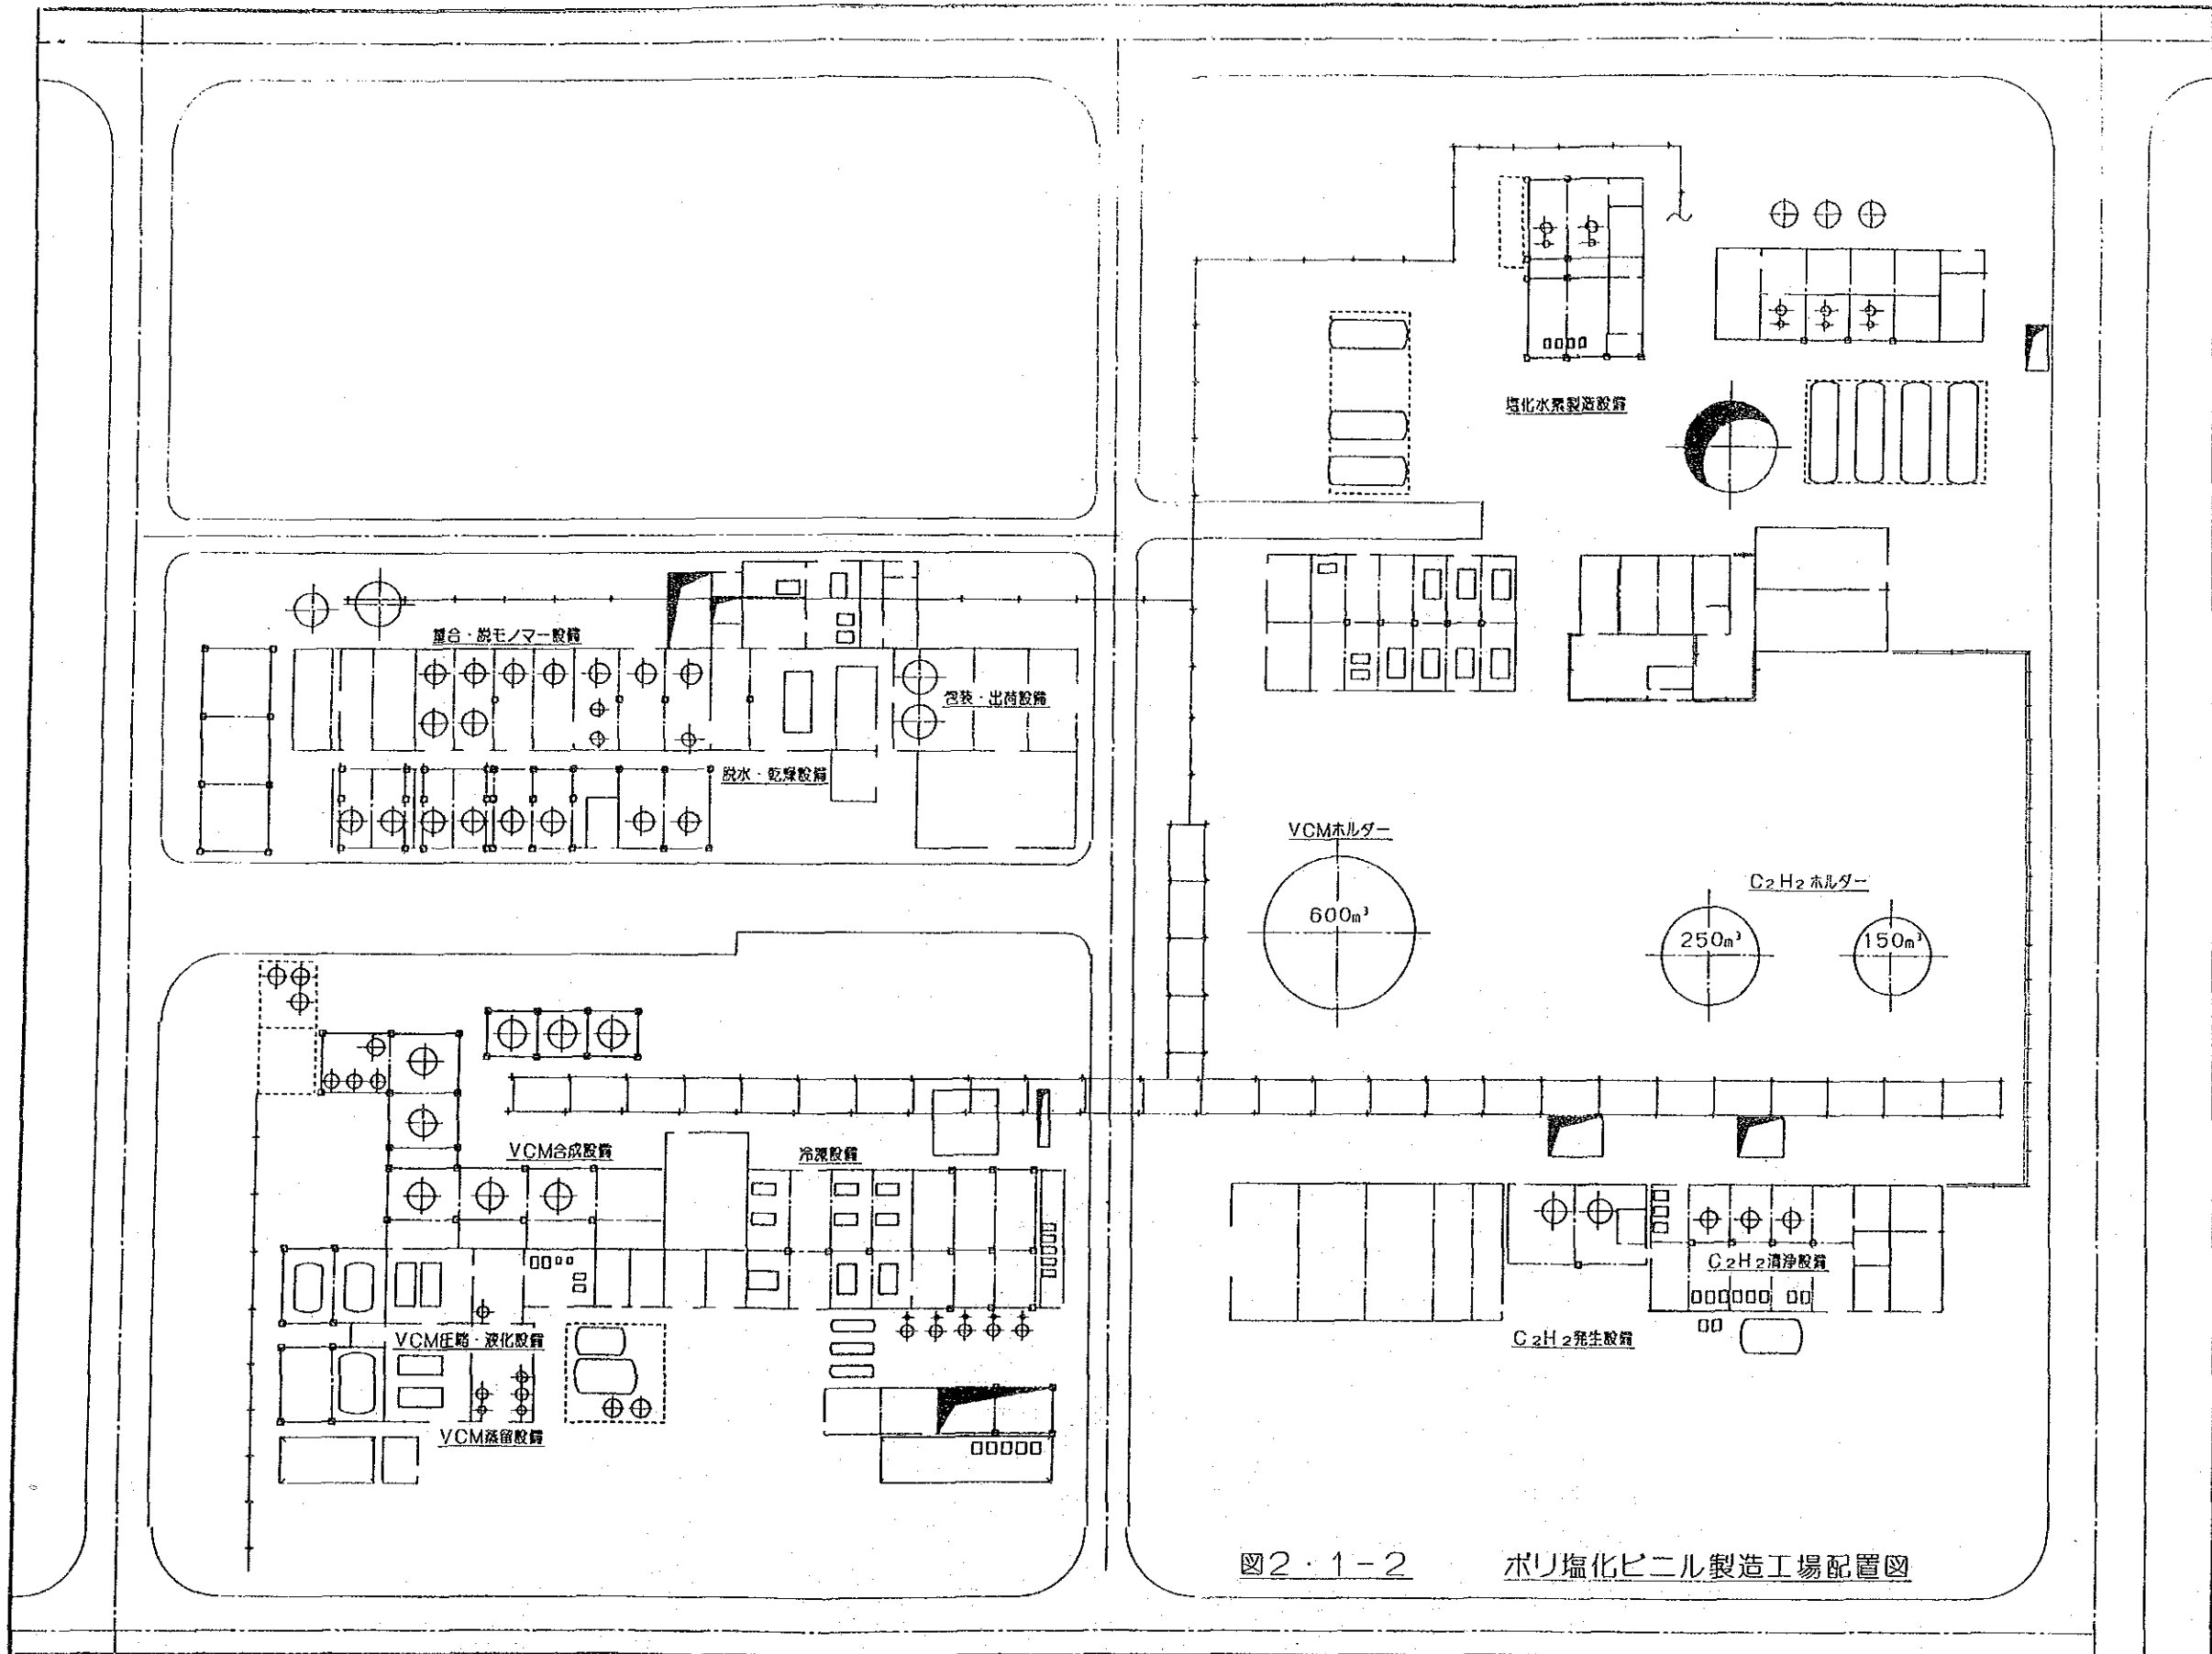 塩化水素製造設備
重合・脱モノマー設備
包装・出荷設備
脱水・乾燥設備
VCMホルダー
600m³
C₂H₂ホルダー
250m³
150m³
VCM合成設備
冷凍設備
C₂H₂清浄設備
C₂H₂発生設備
VCM圧縮・液化設備
VCM蒸留設備
図2・1-2 ポリ塩化ビニル製造工場配置図